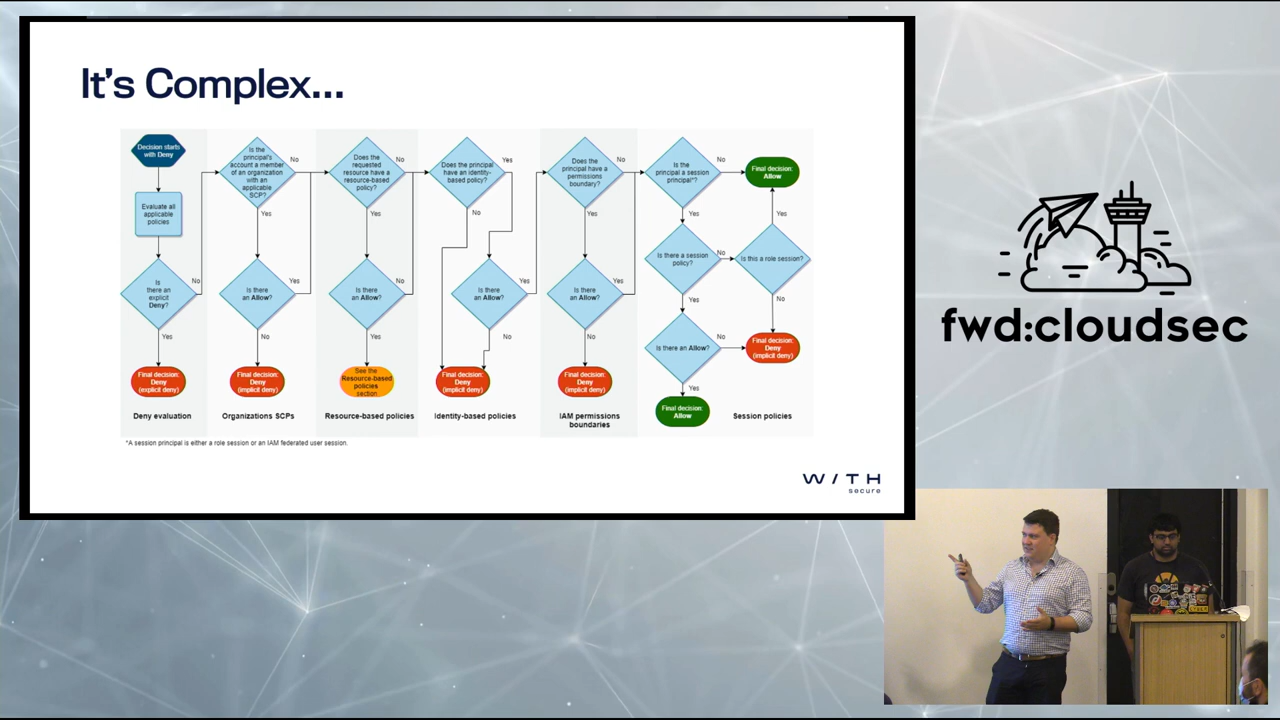 It's Complex...
Decision starts
with Deny
Evaluate all
applicable
policies
Is
there an
explicit
Deny?
No
Yes
Final decision:
Deny
(explicit deny)
Deny evaluation
Is the
principal's
account a member
of an organization
with an
applicable
SCP?
No
Yes
Is there
an Allow?
Yes
No
Final decision:
Deny
(implicit deny)
Organizations SCPs
Does the
requested
resource have a
resource-based
policy?
No
Yes
Is there
an Allow?
No
Yes
See the
Resource-based
policies
section
Resource-based policies
Does the principal
have an identity-
based policy?
Yes
No
Is there
an Allow?
Yes
No
Final decision:
Deny
(implicit deny)
Identity-based policies
Does the
principal have a
permissions
boundary?
No
Yes
Is there
an Allow?
Yes
No
Final decision:
Deny
(implicit deny)
IAM permissions
boundaries
Is the
principal a session
principal*?
No
Final decision:
Allow
Yes
Yes
Is there a session
policy?
No
Is this a role session?
Yes
No
Is there an Allow?
No
Final decision:
Deny
(implicit deny)
Yes
Final decision:
Allow
Session policies
*A session principal is either a role session or an IAM federated user session.
W/TH
secure
fwd:cloudsec